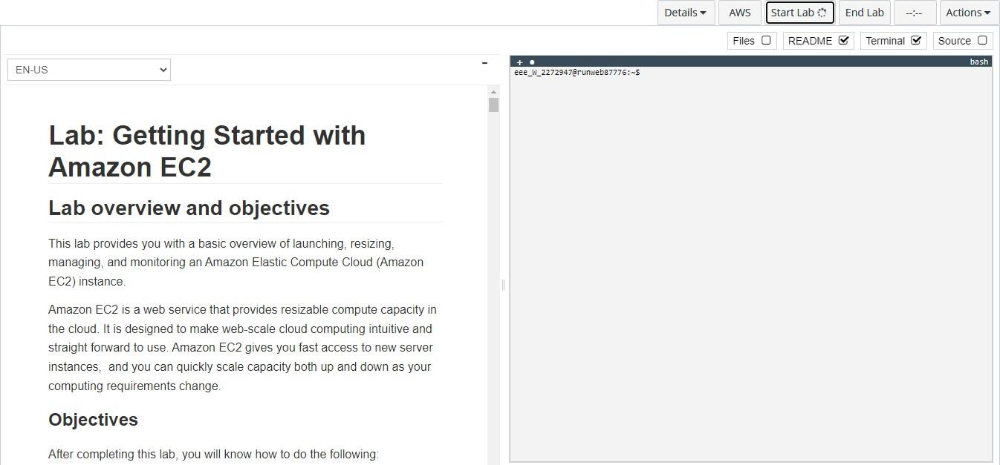 Details AWS Start Lab End Lab --:-- Actions
Files README Terminal Source
EN-US
bash
eee_W_2272947@runweb87776:~$
Lab: Getting Started with
Amazon EC2
Lab overview and objectives
This lab provides you with a basic overview of launching, resizing,
managing, and monitoring an Amazon Elastic Compute Cloud (Amazon
EC2) instance.
Amazon EC2 is a web service that provides resizable compute capacity in
the cloud. It is designed to make web-scale cloud computing intuitive and
straight forward to use. Amazon EC2 gives you fast access to new server
instances,  and you can quickly scale capacity both up and down as your
computing requirements change.
Objectives
After completing this lab, you will know how to do the following: